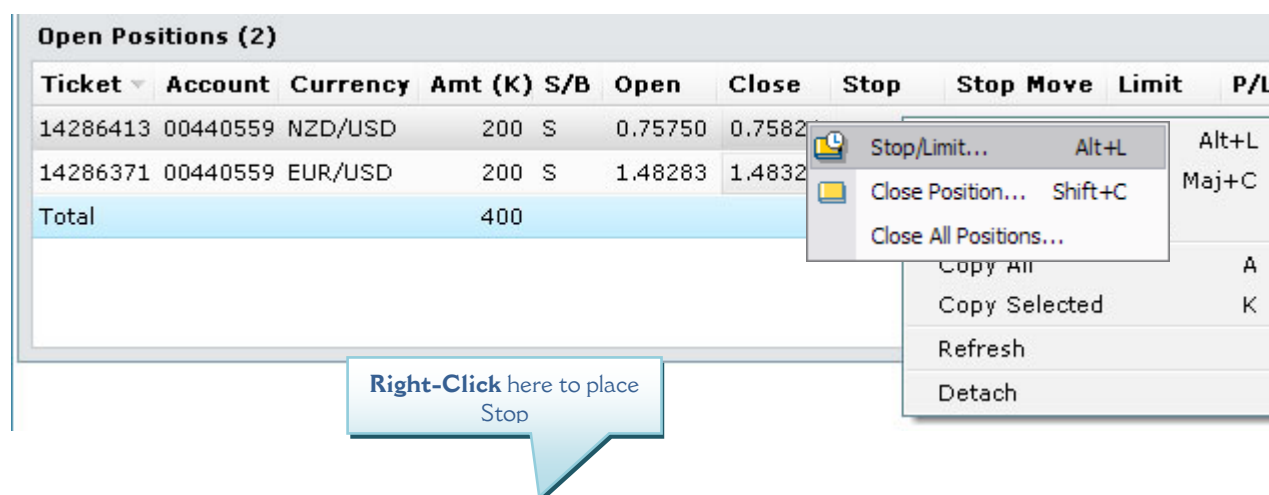 Open Positions (2)
Ticket Account Currency Amt (K) S/B Open Close Stop Stop Move Limit P/L
14286413 00440559 NZD/USD 200 S 0.75750 0.7582
14286371 00440559 EUR/USD 200 S 1.48283 1.4832
Total 400
Stop/Limit... Alt+L
Close Position... Shift+C
Close All Positions...
Alt+L
Maj+C
Copy All A
Copy Selected K
Refresh
Detach
Right-Click here to place
Stop